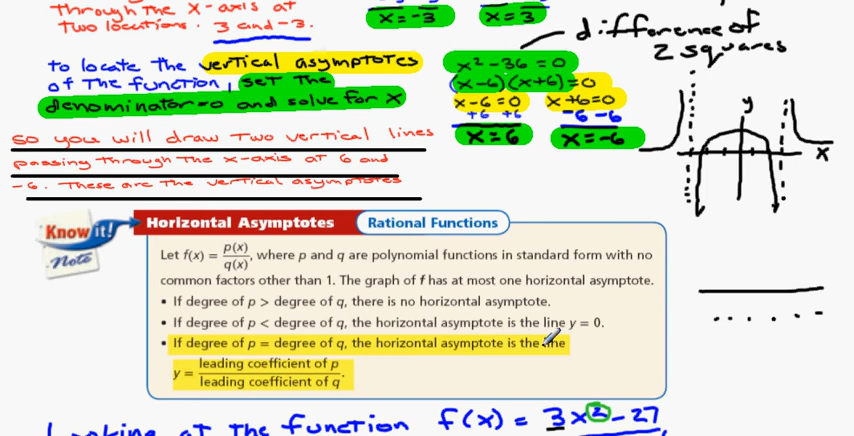 through the x-axis at
two locations. 3 and -3.
x=-3 x=3
difference of
2 squares
to locate the vertical asymptotes
of the function, set the
denominator=0 and solve for x
x²-36=0
(x-6)(x+6)=0
x-6=0 x+6=0
+6 +6 -6 -6
x=6 x=-6
so you will draw two vertical lines
passing through the x-axis at 6 and
-6. These are the vertical asymptotes
y
x
Know it!
Note
Horizontal Asymptotes Rational Functions
Let f(x) = p(x)/q(x), where p and q are polynomial functions in standard form with no
common factors other than 1. The graph of f has at most one horizontal asymptote.
• If degree of p > degree of q, there is no horizontal asymptote.
• If degree of p < degree of q, the horizontal asymptote is the line y = 0.
• If degree of p = degree of q, the horizontal asymptote is the line
y = leading coefficient of p / leading coefficient of q.
Looking at the function f(x) = 3x²-27